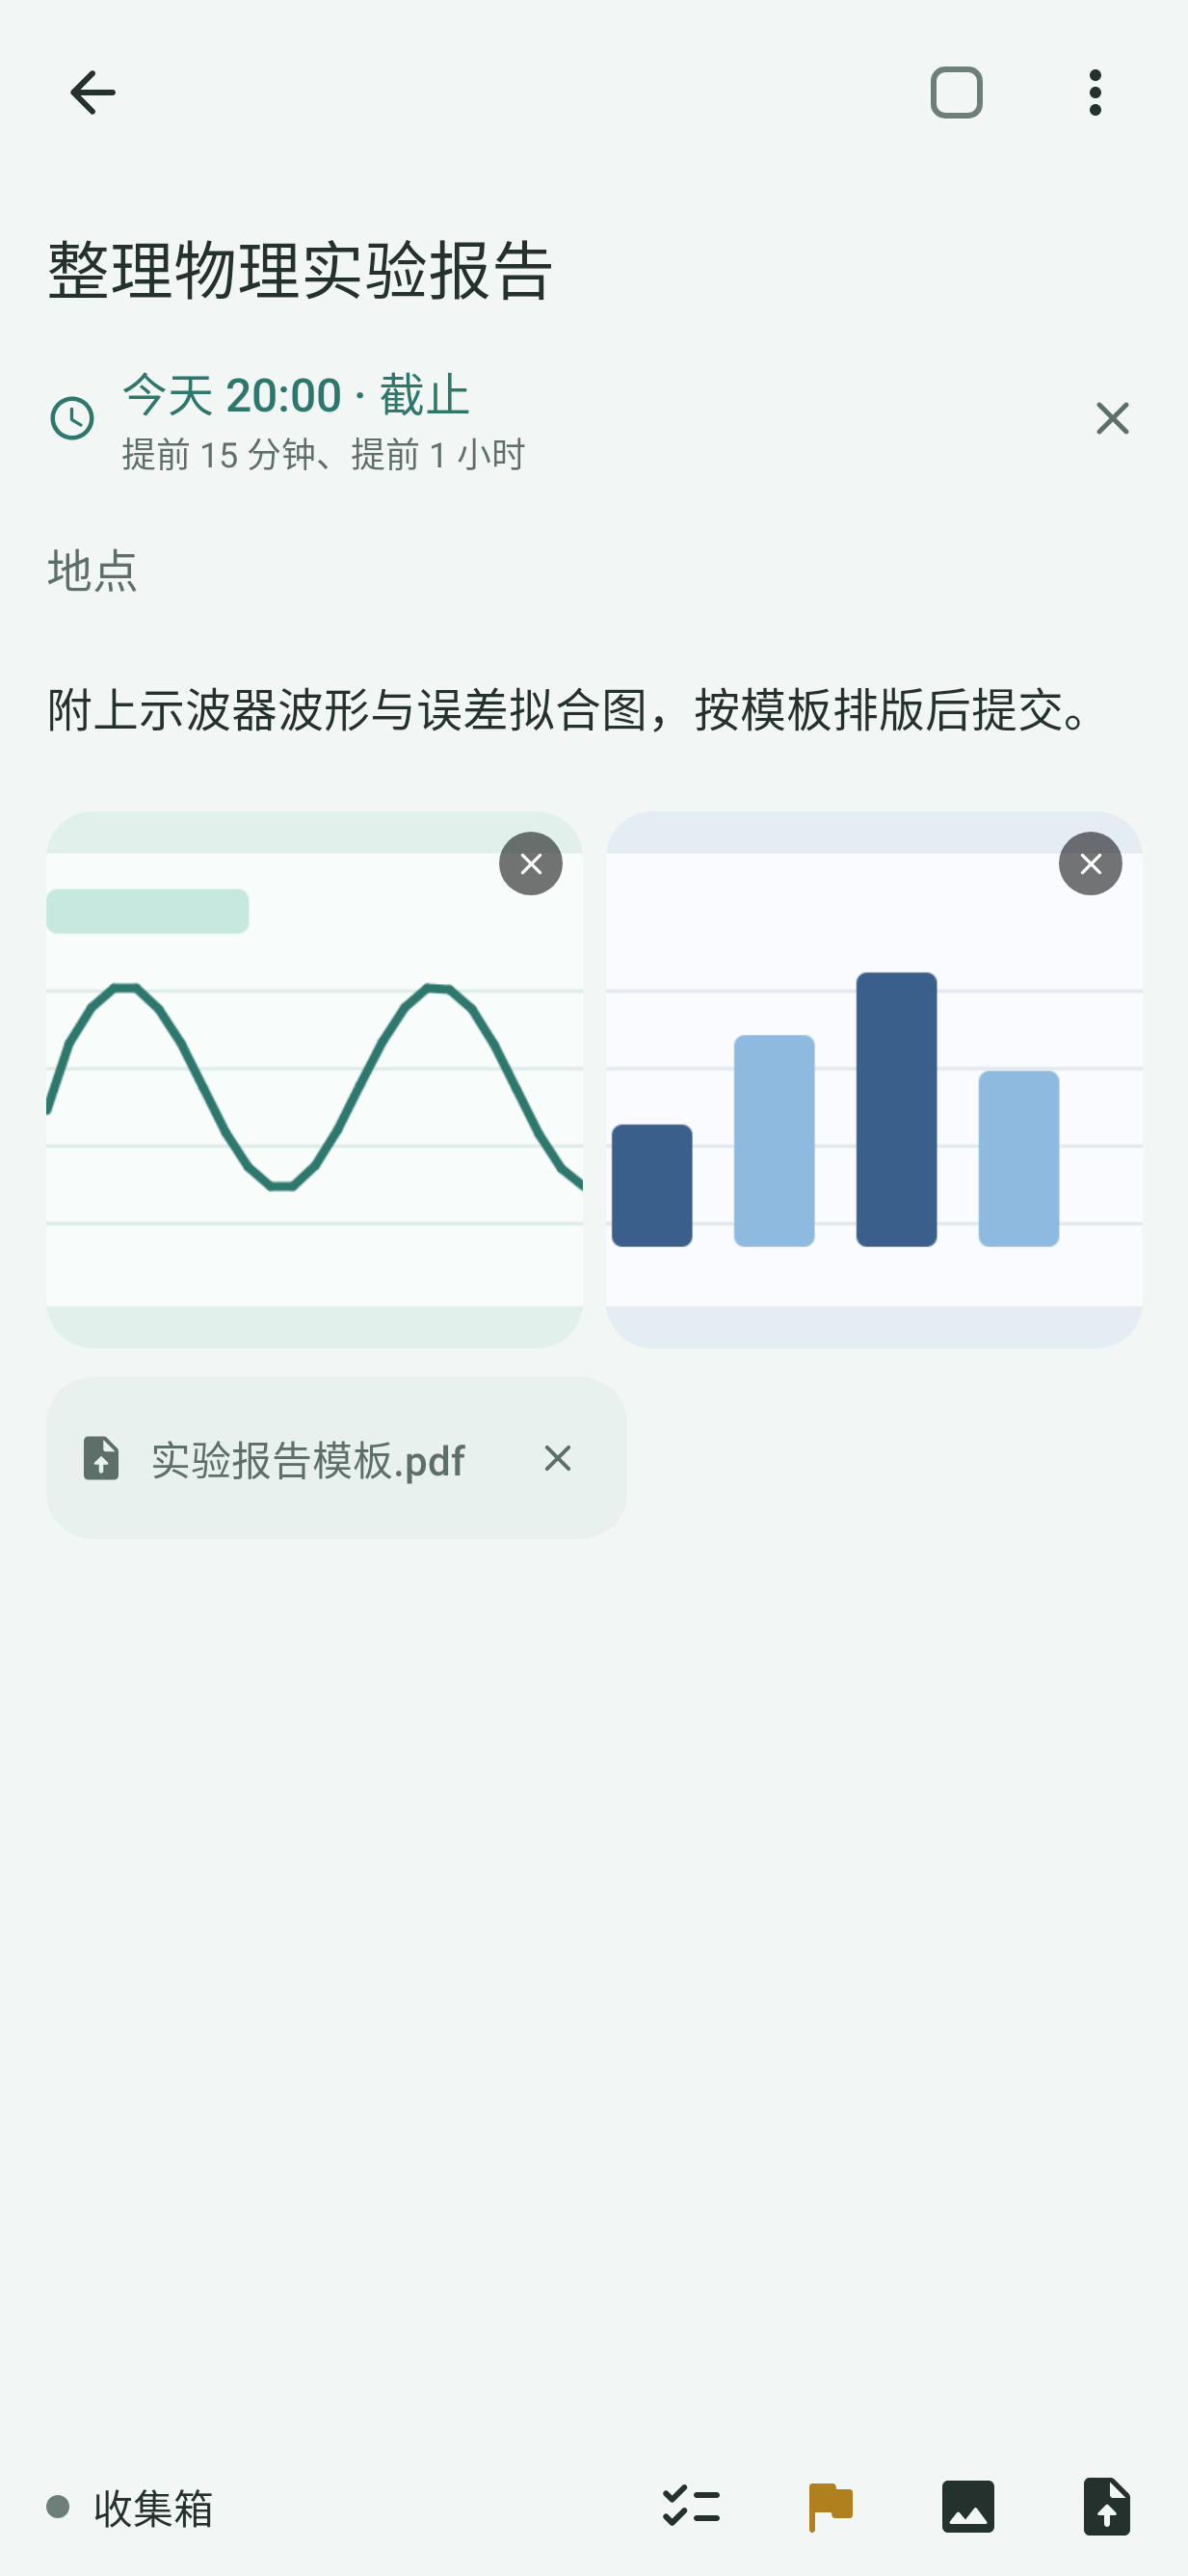 整理物理实验报告
今天 20:00 · 截止
提前 15 分钟、提前 1 小时
地点
附上示波器波形与误差拟合图，按模板排版后提交。
实验报告模板.pdf
收集箱